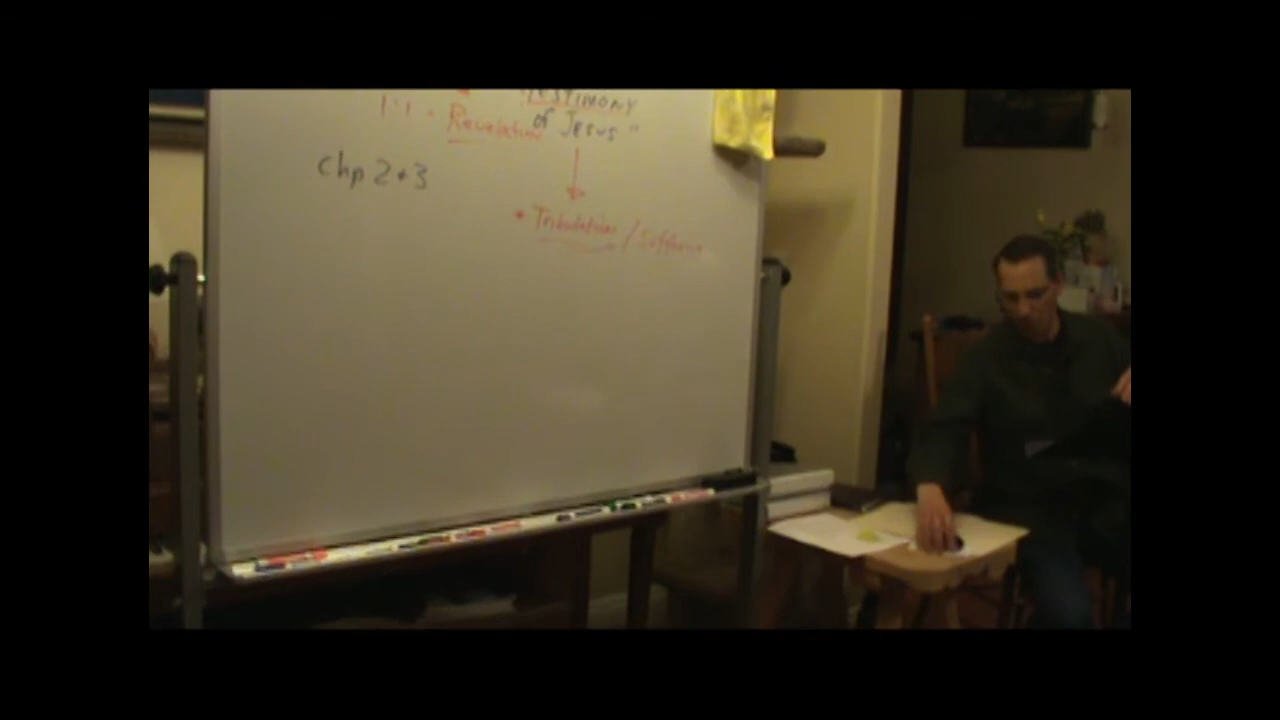 "TESTIMONY
1:1 - Revelation of Jesus"
Chp 2+3
* Tribulation / Suffering